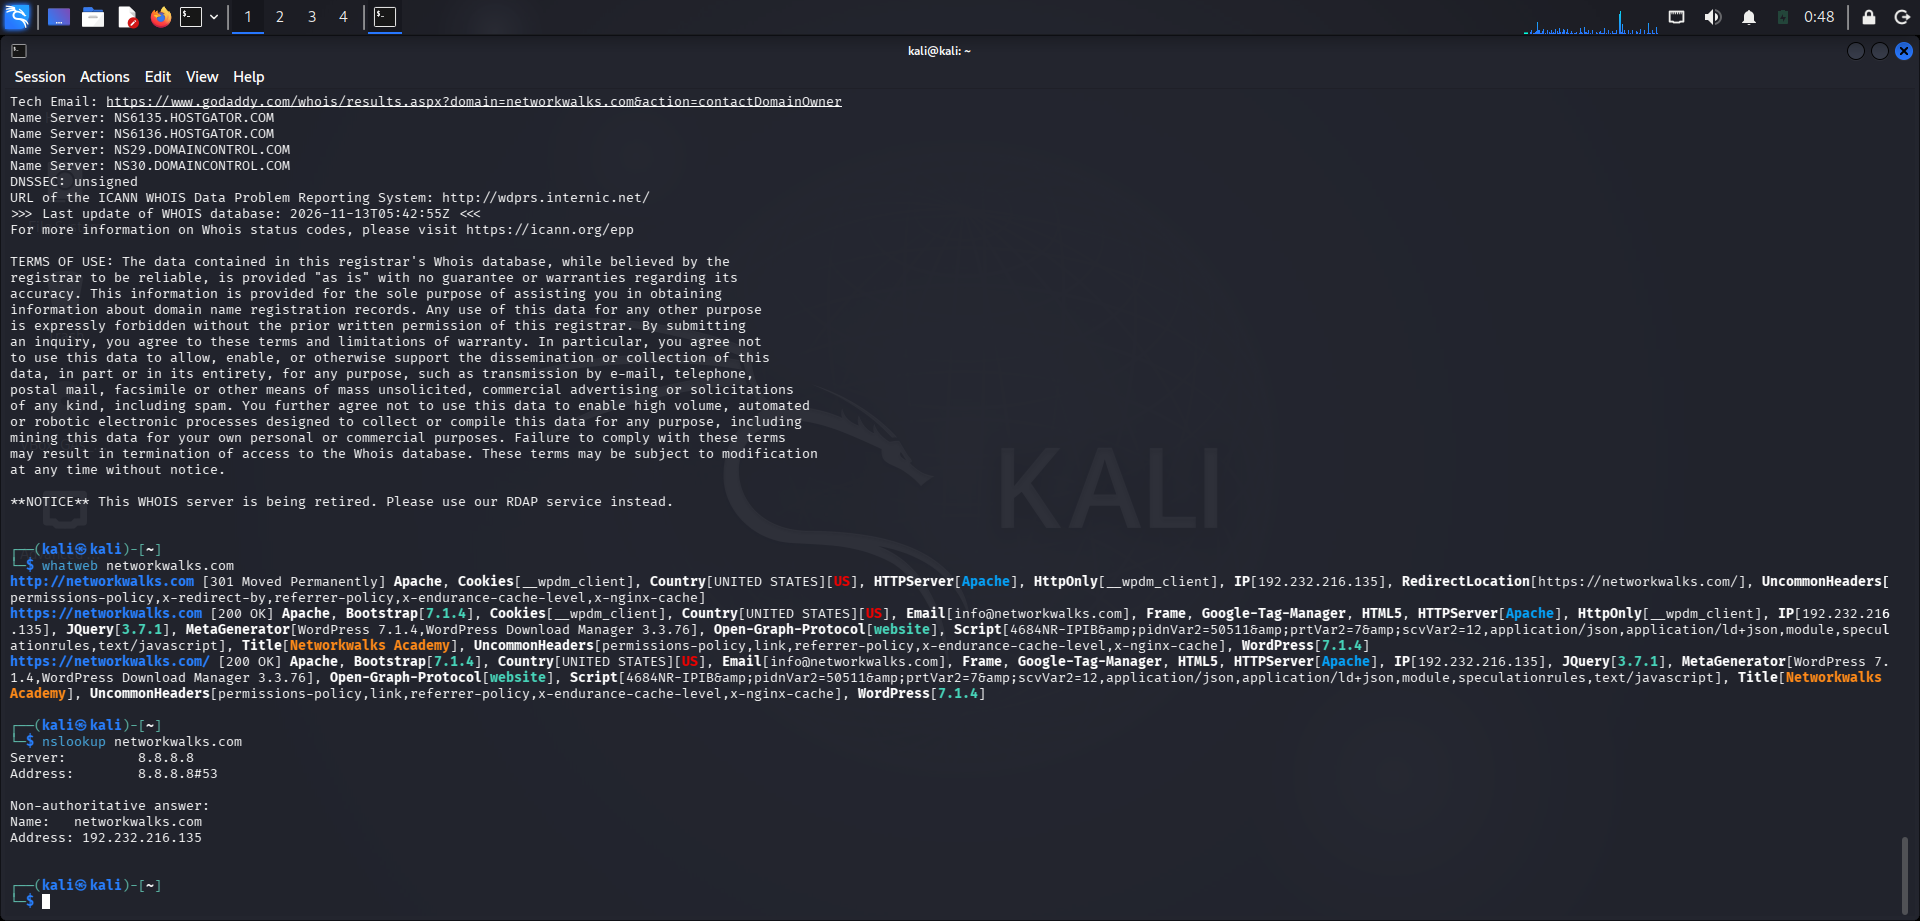 1 2 3 4 0:48
kali@kali: ~
Session Actions Edit View Help
Tech Email: https://www.godaddy.com/whois/results.aspx?domain=networkwalks.com&action=contactDomainOwner
Name Server: NS6135.HOSTGATOR.COM
Name Server: NS6136.HOSTGATOR.COM
Name Server: NS29.DOMAINCONTROL.COM
Name Server: NS30.DOMAINCONTROL.COM
DNSSEC: unsigned
URL of the ICANN WHOIS Data Problem Reporting System: http://wdprs.internic.net/
>>> Last update of WHOIS database: 2026-11-13T05:42:55Z <<<
For more information on Whois status codes, please visit https://icann.org/epp
TERMS OF USE: The data contained in this registrar's Whois database, while believed by the
registrar to be reliable, is provided "as is" with no guarantee or warranties regarding its
accuracy. This information is provided for the sole purpose of assisting you in obtaining
information about domain name registration records. Any use of this data for any other purpose
is expressly forbidden without the prior written permission of this registrar. By submitting
an inquiry, you agree to these terms and limitations of warranty. In particular, you agree not
to use this data to allow, enable, or otherwise support the dissemination or collection of this
data, in part or in its entirety, for any purpose, such as transmission by e-mail, telephone,
postal mail, facsimile or other means of mass unsolicited, commercial advertising or solicitations
of any kind, including spam. You further agree not to use this data to enable high volume, automated
or robotic electronic processes designed to collect or compile this data for any purpose, including
mining this data for your own personal or commercial purposes. Failure to comply with these terms
may result in termination of access to the Whois database. These terms may be subject to modification
at any time without notice.
KALI
**NOTICE** This WHOIS server is being retired. Please use our RDAP service instead.
┌──(kali㉿kali)-[~]
└─$ whatweb networkwalks.com
http://networkwalks.com [301 Moved Permanently] Apache, Cookies[__wpdm_client], Country[UNITED STATES][US], HTTPServer[Apache], HttpOnly[__wpdm_client], IP[192.232.216.135], RedirectLocation[https://networkwalks.com/], UncommonHeaders[
permissions-policy,x-redirect-by,referrer-policy,x-endurance-cache-level,x-nginx-cache]
https://networkwalks.com [200 OK] Apache, Bootstrap[7.1.4], Cookies[__wpdm_client], Country[UNITED STATES][US], Email[info@networkwalks.com], Frame, Google-Tag-Manager, HTML5, HTTPServer[Apache], HttpOnly[__wpdm_client], IP[192.232.216
.135], JQuery[3.7.1], MetaGenerator[WordPress 7.1.4,WordPress Download Manager 3.3.76], Open-Graph-Protocol[website], Script[4684NR-IPIB&amp;pidnVar2=50511&amp;prtVar2=7&amp;scvVar2=12,application/json,application/ld+json,module,specul
ationrules,text/javascript], Title[Networkwalks Academy], UncommonHeaders[permissions-policy,link,referrer-policy,x-endurance-cache-level,x-nginx-cache], WordPress[7.1.4]
https://networkwalks.com/ [200 OK] Apache, Bootstrap[7.1.4], Country[UNITED STATES][US], Email[info@networkwalks.com], Frame, Google-Tag-Manager, HTML5, HTTPServer[Apache], IP[192.232.216.135], JQuery[3.7.1], MetaGenerator[WordPress 7.
1.4,WordPress Download Manager 3.3.76], Open-Graph-Protocol[website], Script[4684NR-IPIB&amp;pidnVar2=50511&amp;prtVar2=7&amp;scvVar2=12,application/json,application/ld+json,module,speculationrules,text/javascript], Title[Networkwalks
Academy], UncommonHeaders[permissions-policy,link,referrer-policy,x-endurance-cache-level,x-nginx-cache], WordPress[7.1.4]
┌──(kali㉿kali)-[~]
└─$ nslookup networkwalks.com
Server: 8.8.8.8
Address: 8.8.8.8#53
Non-authoritative answer:
Name: networkwalks.com
Address: 192.232.216.135
┌──(kali㉿kali)-[~]
└─$